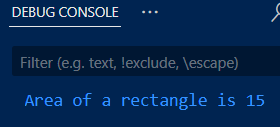 DEBUG CONSOLE ...
Filter (e.g. text, !exclude, \escape)
Area of a rectangle is 15